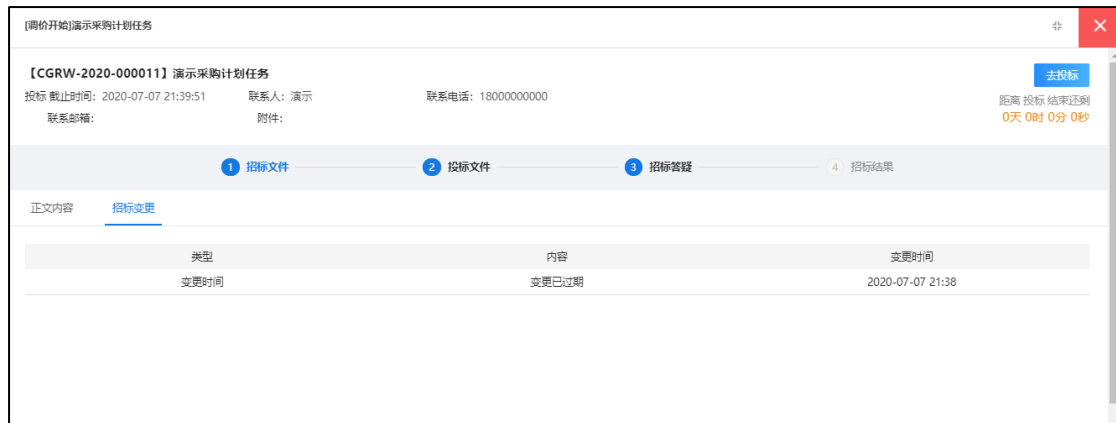 [调价开始]演示采购计划任务
【CGRW-2020-000011】演示采购计划任务
去投标
投标 截止时间: 2020-07-07 21:39:51 联系人: 演示 联系电话: 18000000000
距离 投标 结束还剩
联系邮箱: 附件:
0天 0时 0分 0秒
1 招标文件 2 投标文件 3 招标答疑 4 招标结果
正文内容 招标变更
类型 内容 变更时间
变更时间 变更已过期 2020-07-07 21:38